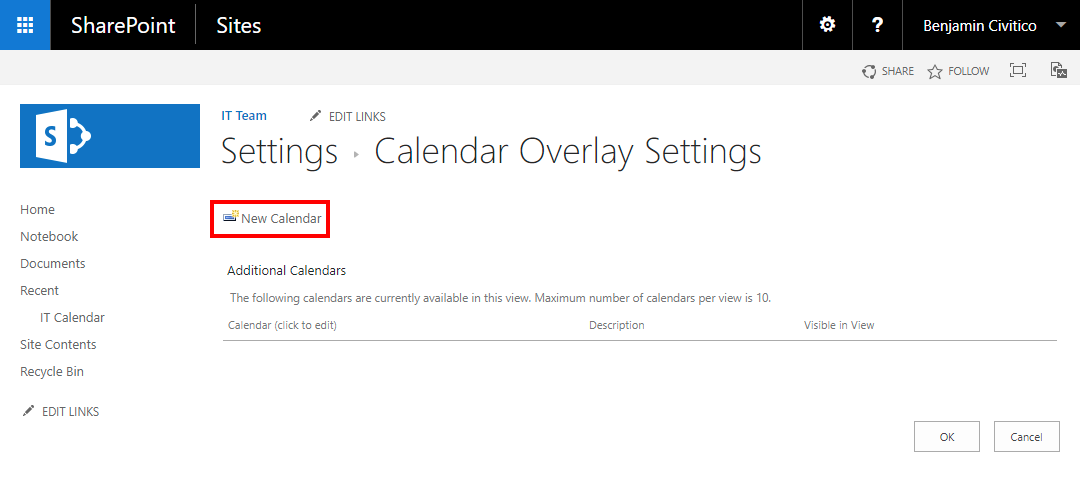 SharePoint Sites ? Benjamin Civitico
SHARE FOLLOW
S
IT Team EDIT LINKS
Settings ▸ Calendar Overlay Settings
Home
Notebook
Documents
Recent
IT Calendar
Site Contents
Recycle Bin
EDIT LINKS
New Calendar
Additional Calendars
The following calendars are currently available in this view. Maximum number of calendars per view is 10.
Calendar (click to edit) Description Visible in View
OK Cancel